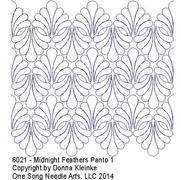 6021 - Midnight Feathers Panto 1
Copyright by Donna Kleinke
One Song Needle Arts, LLC 2014